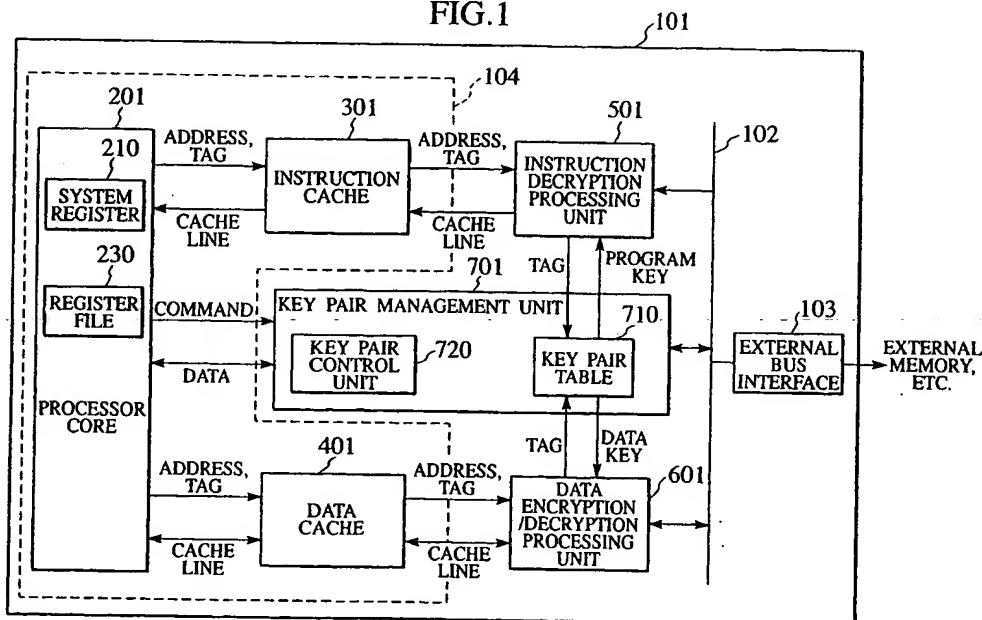 FIG.1
101
104
201
301
501
102
210
ADDRESS,
TAG
ADDRESS,
TAG
SYSTEM
REGISTER
INSTRUCTION
CACHE
INSTRUCTION
DECRYPTION
PROCESSING
UNIT
CACHE
LINE
CACHE
LINE
230
701
TAG
PROGRAM
KEY
REGISTER
FILE
COMMAND
KEY PAIR MANAGEMENT UNIT
710
103
KEY PAIR
CONTROL
UNIT
720
KEY PAIR
TABLE
EXTERNAL
BUS
INTERFACE
EXTERNAL
MEMORY,
ETC.
DATA
PROCESSOR
CORE
401
TAG
DATA
KEY
601
ADDRESS,
TAG
ADDRESS,
TAG
DATA
CACHE
DATA
ENCRYPTION
/DECRYPTION
PROCESSING
UNIT
CACHE
LINE
CACHE
LINE